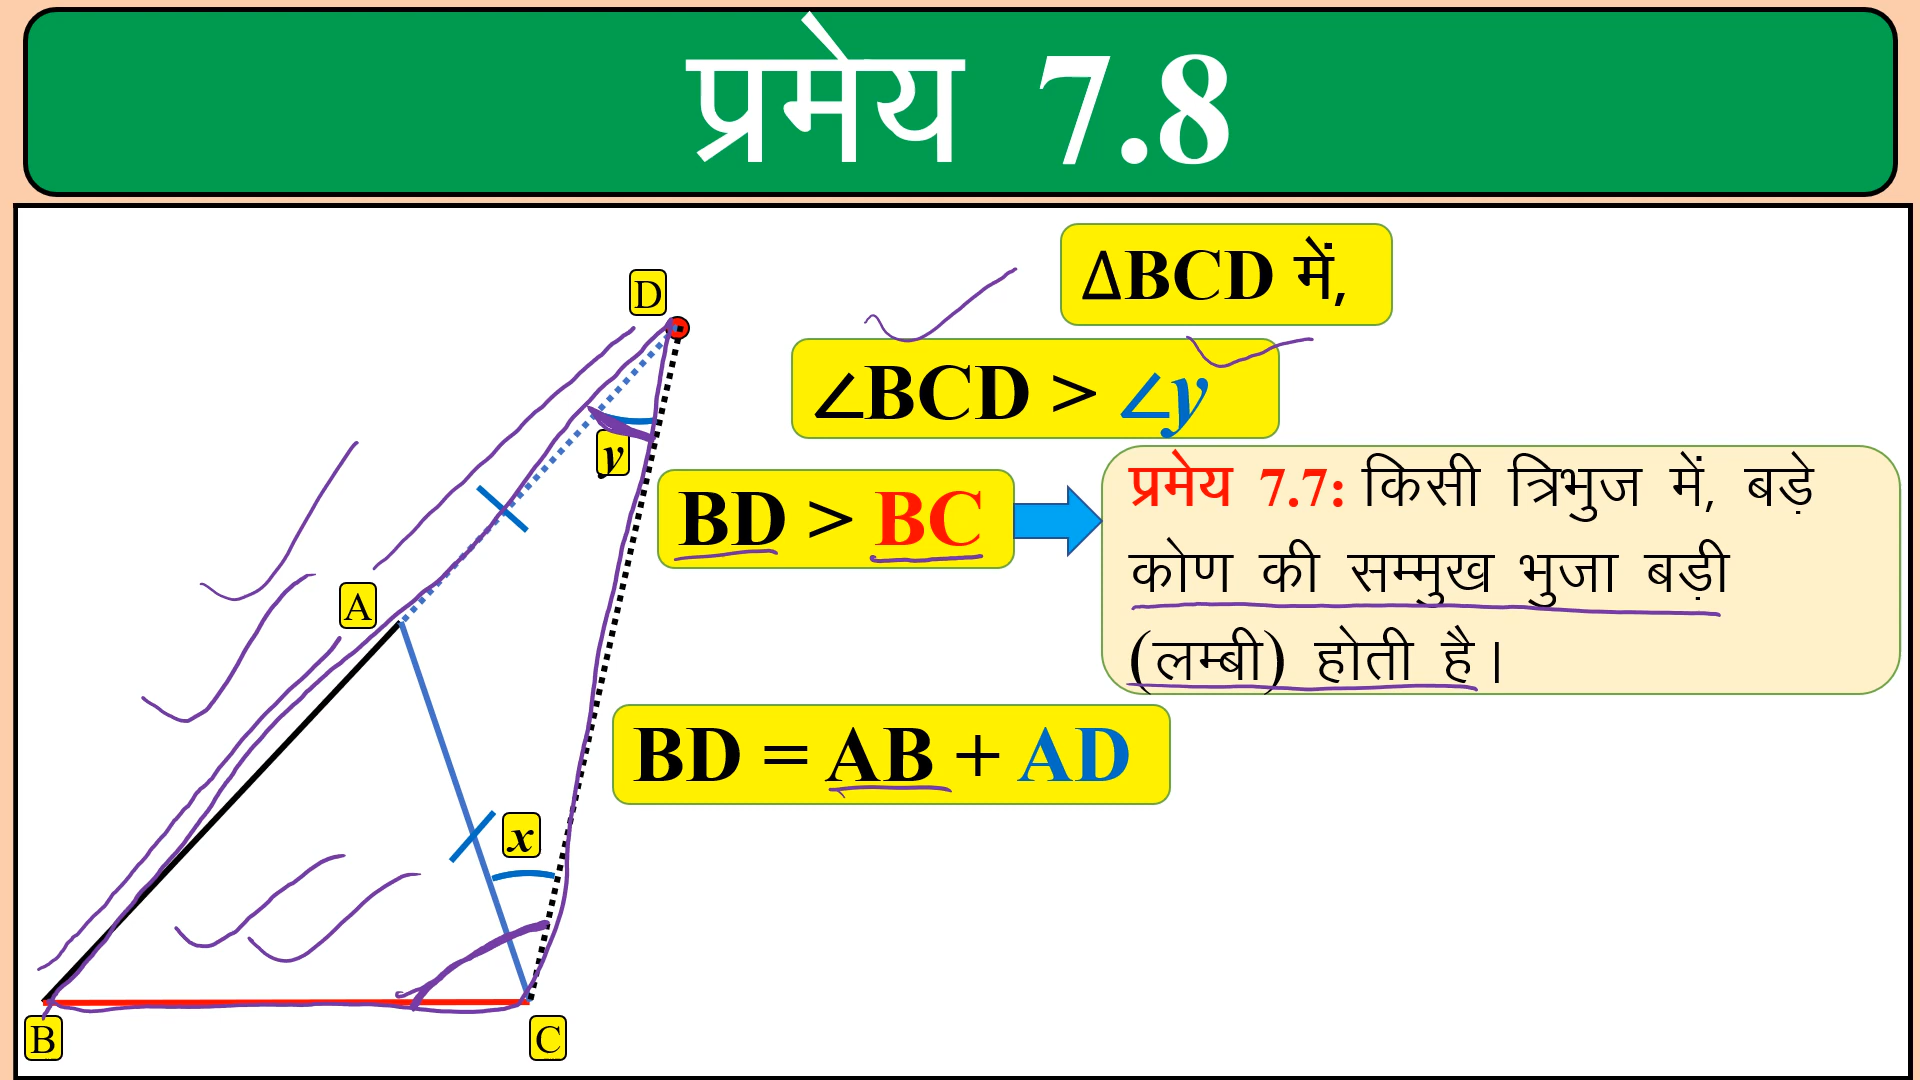 प्रमेय 7.8
ΔBCD में,
∠BCD > ∠y
BD > BC
प्रमेय 7.7: किसी त्रिभुज में, बड़े
कोण की सम्मुख भुजा बड़ी
(लम्बी) होती है।
BD = AB + AD
D
y
A
x
B
C